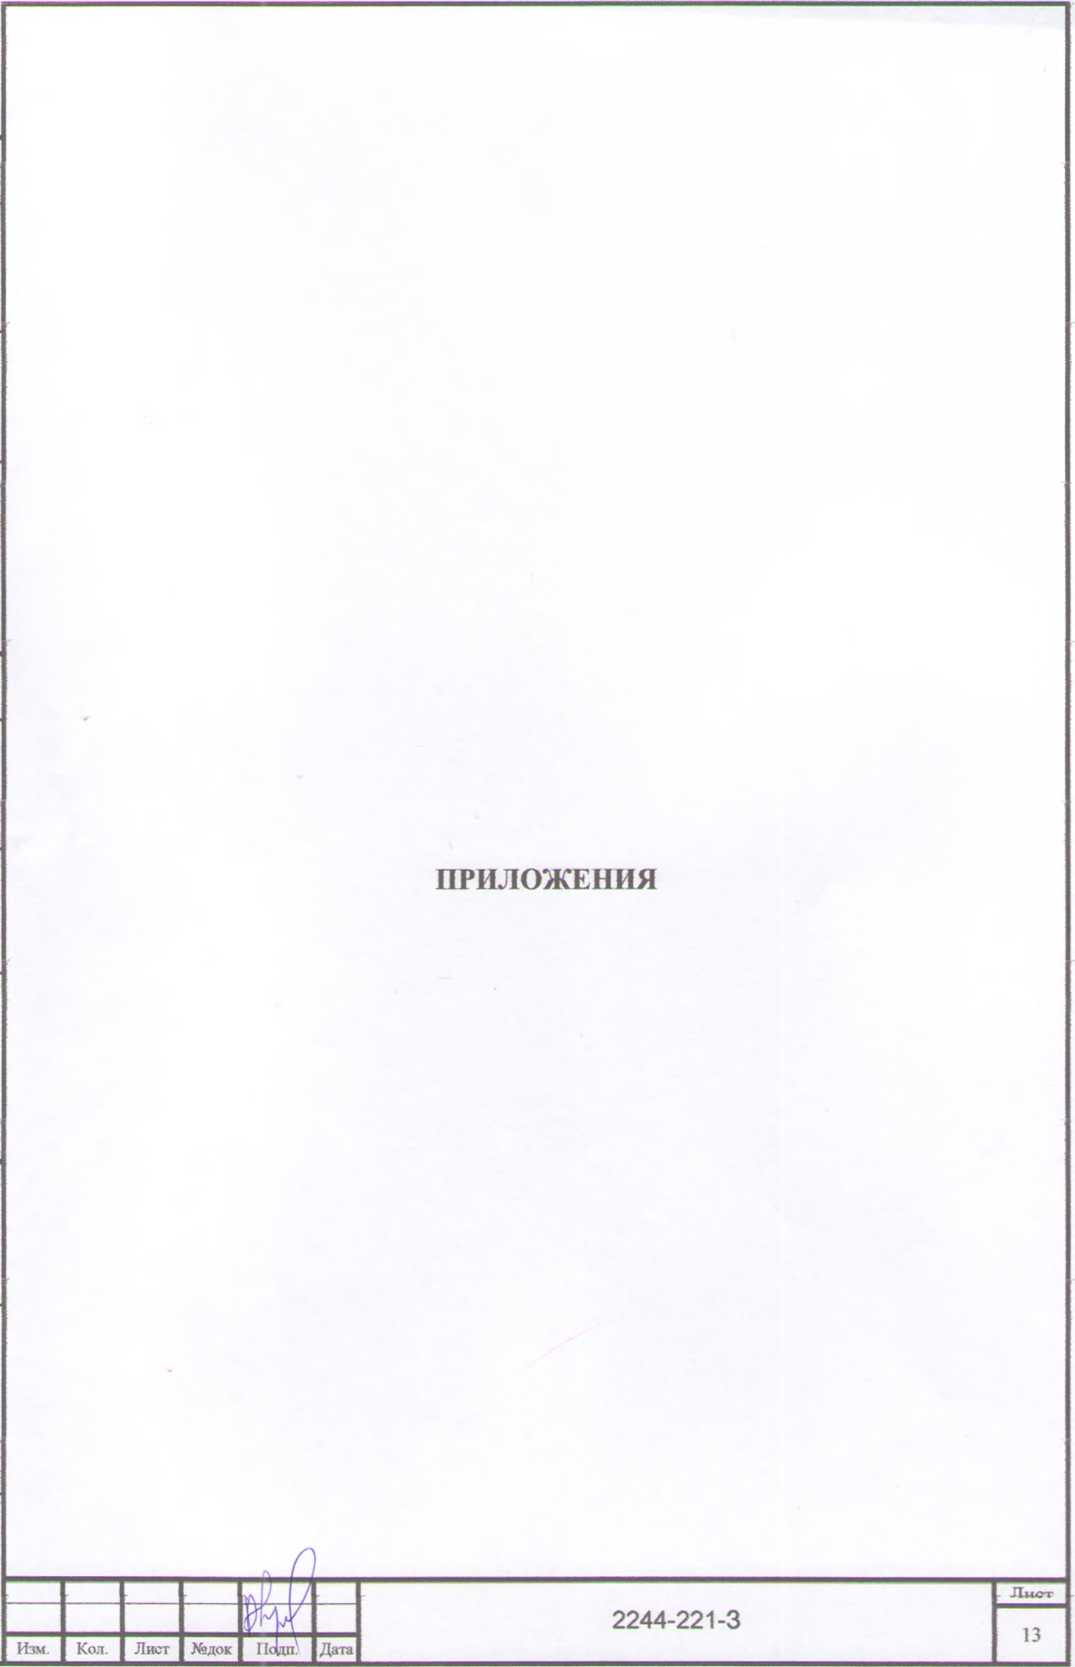 ПРИЛОЖЕНИЯ
2244-221-3
Лист
13
Изм. Кол. Лист №док Подп. Дата